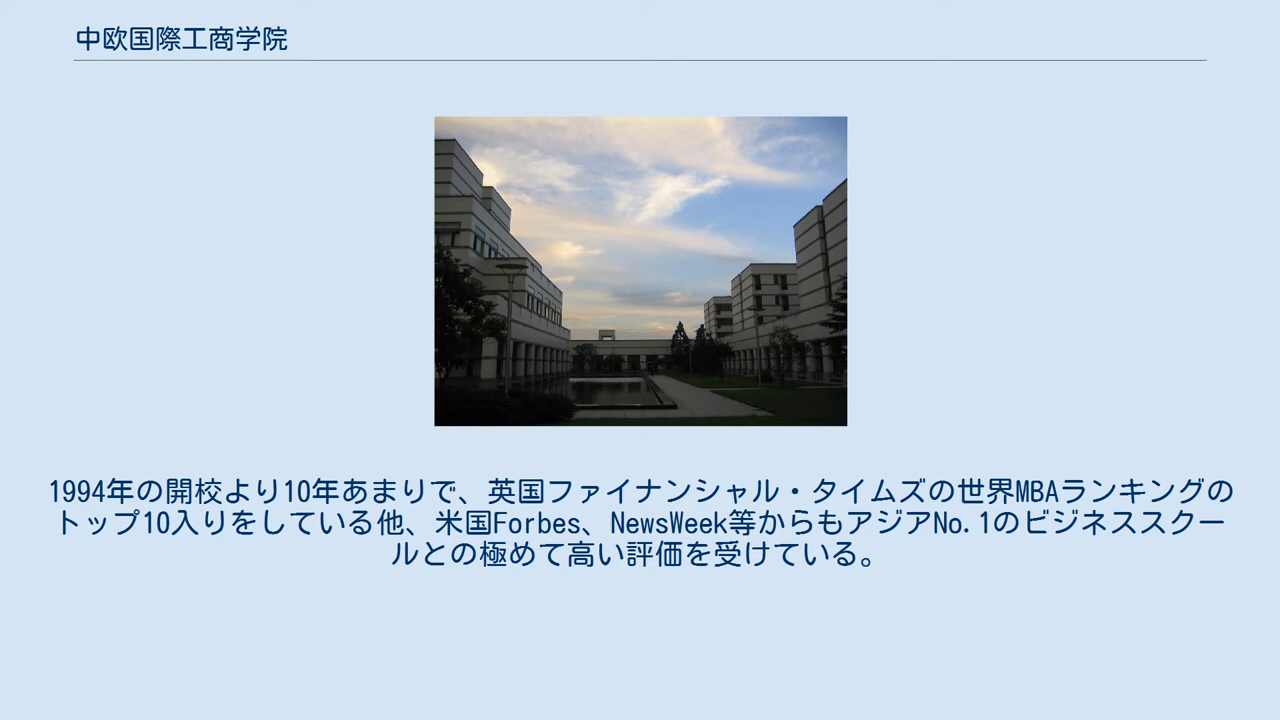 中欧国際工商学院
1994年の開校より10年あまりで、英国ファイナンシャル・タイムズの世界MBAランキングの
トップ10入りをしている他、米国Forbes、NewsWeek等からもアジアNo.1のビジネススクー
ルとの極めて高い評価を受けている。